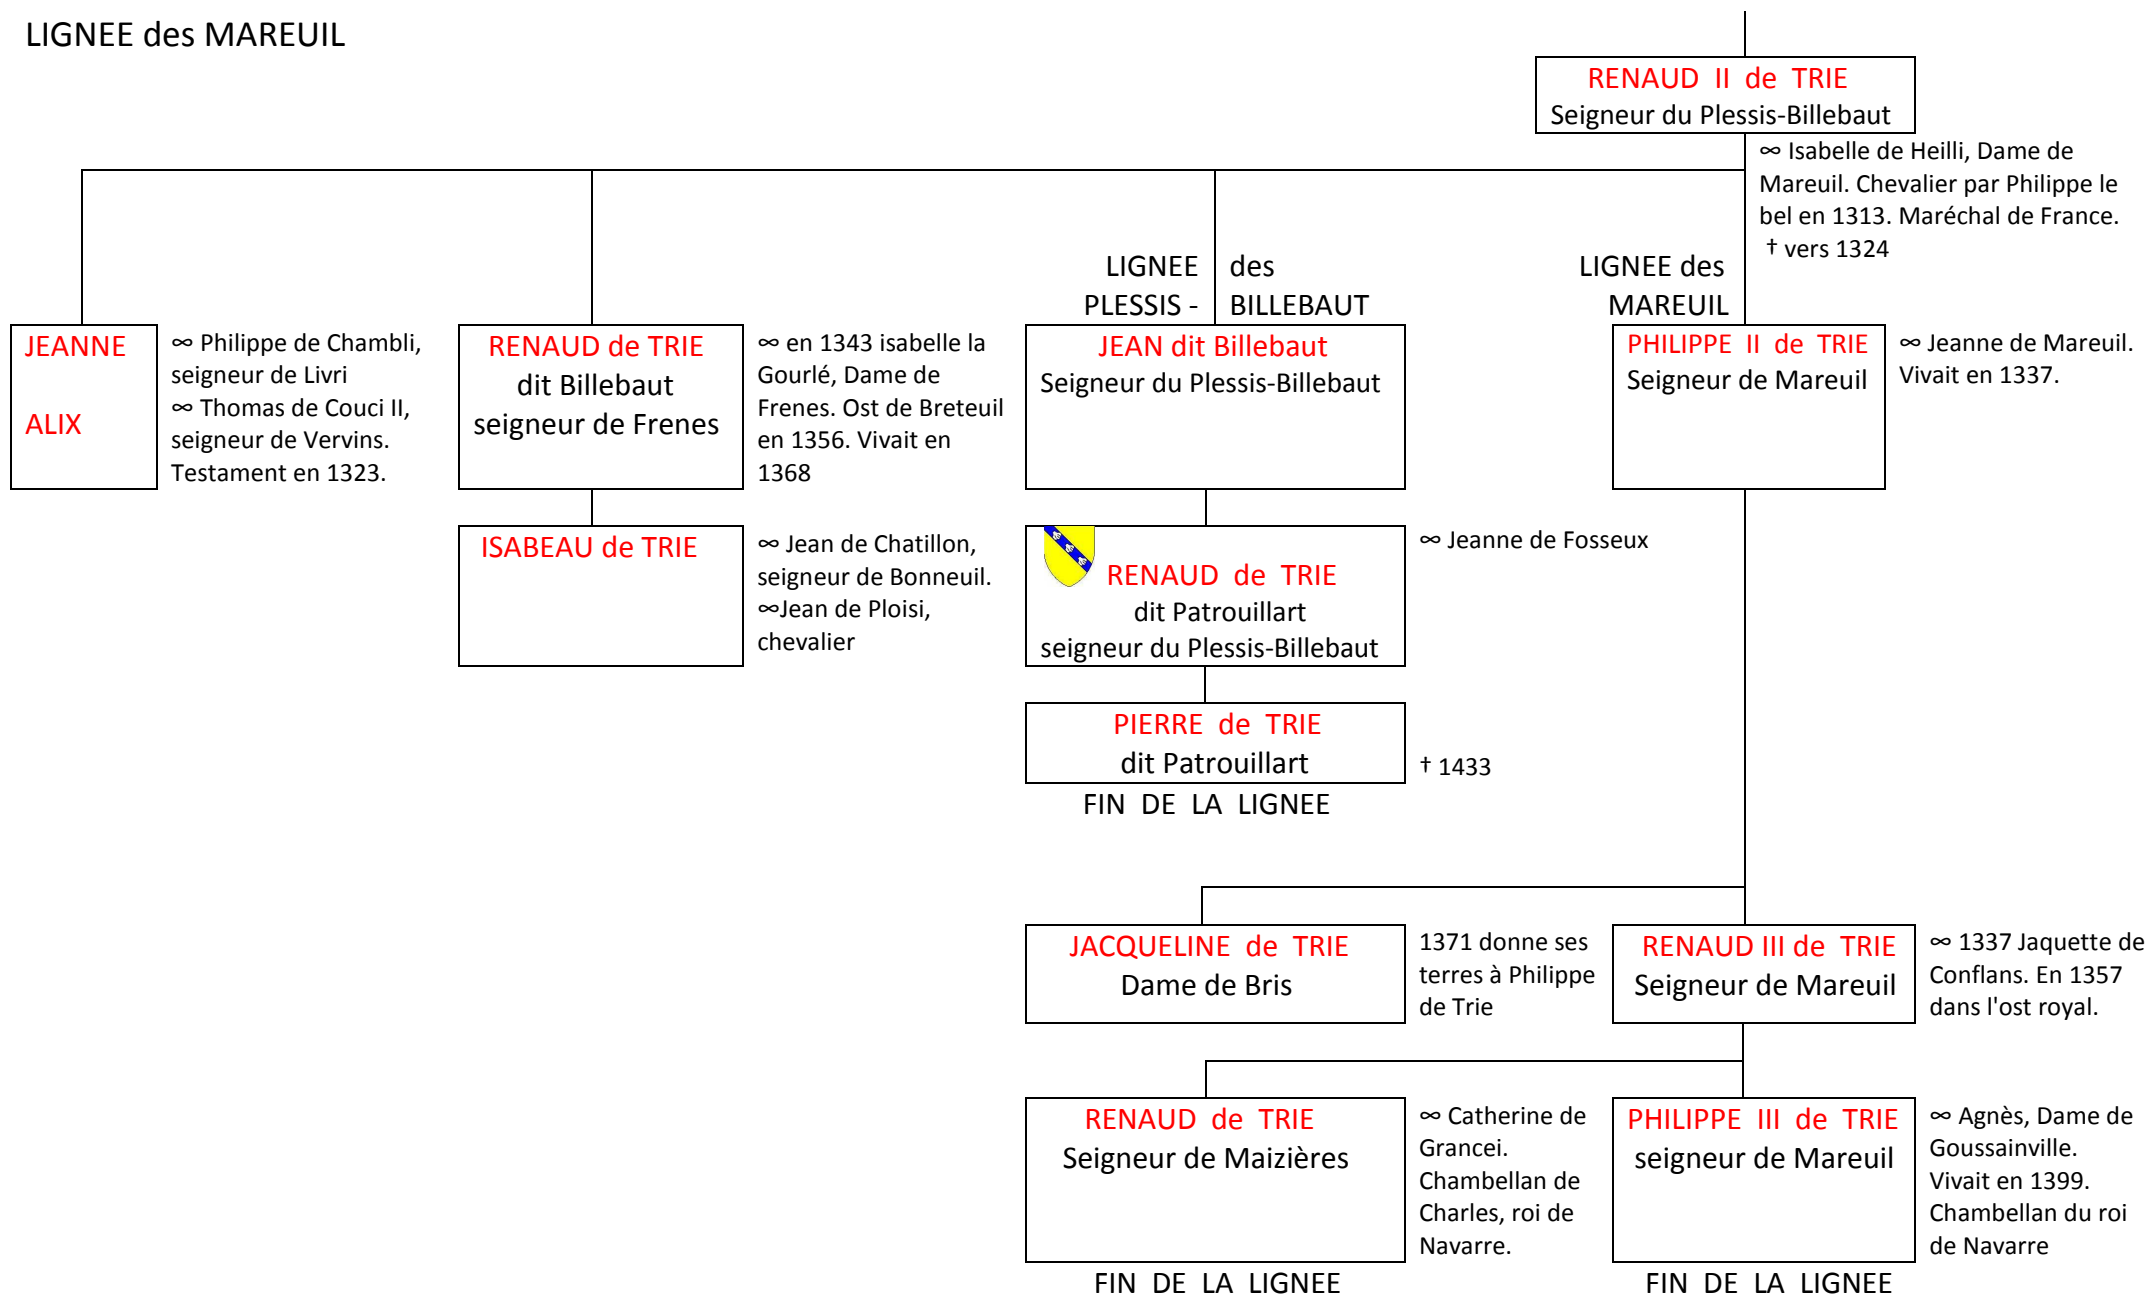 LIGNEE des MAREUIL
RENAUD II de TRIE
Seigneur du Plessis-Billebaut
∞ Isabelle de Heilli, Dame de
Mareuil. Chevalier par Philippe le
bel en 1313. Maréchal de France.
† vers 1324
LIGNEE des
PLESSIS - BILLEBAUT
LIGNEE des
MAREUIL
JEANNE
ALIX
∞ Philippe de Chambli,
seigneur de Livri
∞ Thomas de Couci II,
seigneur de Vervins.
Testament en 1323.
RENAUD de TRIE
dit Billebaut
seigneur de Frenes
∞ en 1343 isabelle la
Gourlé, Dame de
Frenes. Ost de Breteuil
en 1356. Vivait en
1368
JEAN dit Billebaut
Seigneur du Plessis-Billebaut
PHILIPPE II de TRIE
Seigneur de Mareuil
∞ Jeanne de Mareuil.
Vivait en 1337.
ISABEAU de TRIE
∞ Jean de Chatillon,
seigneur de Bonneuil.
∞Jean de Ploisi,
chevalier
RENAUD de TRIE
dit Patrouillart
seigneur du Plessis-Billebaut
∞ Jeanne de Fosseux
PIERRE de TRIE
dit Patrouillart
† 1433
FIN DE LA LIGNEE
JACQUELINE de TRIE
Dame de Bris
1371 donne ses
terres à Philippe
de Trie
RENAUD III de TRIE
Seigneur de Mareuil
∞ 1337 Jaquette de
Conflans. En 1357
dans l'ost royal.
RENAUD de TRIE
Seigneur de Maizières
∞ Catherine de
Grancei.
Chambellan de
Charles, roi de
Navarre.
PHILIPPE III de TRIE
seigneur de Mareuil
∞ Agnès, Dame de
Goussainville.
Vivait en 1399.
Chambellan du roi
de Navarre
FIN DE LA LIGNEE
FIN DE LA LIGNEE